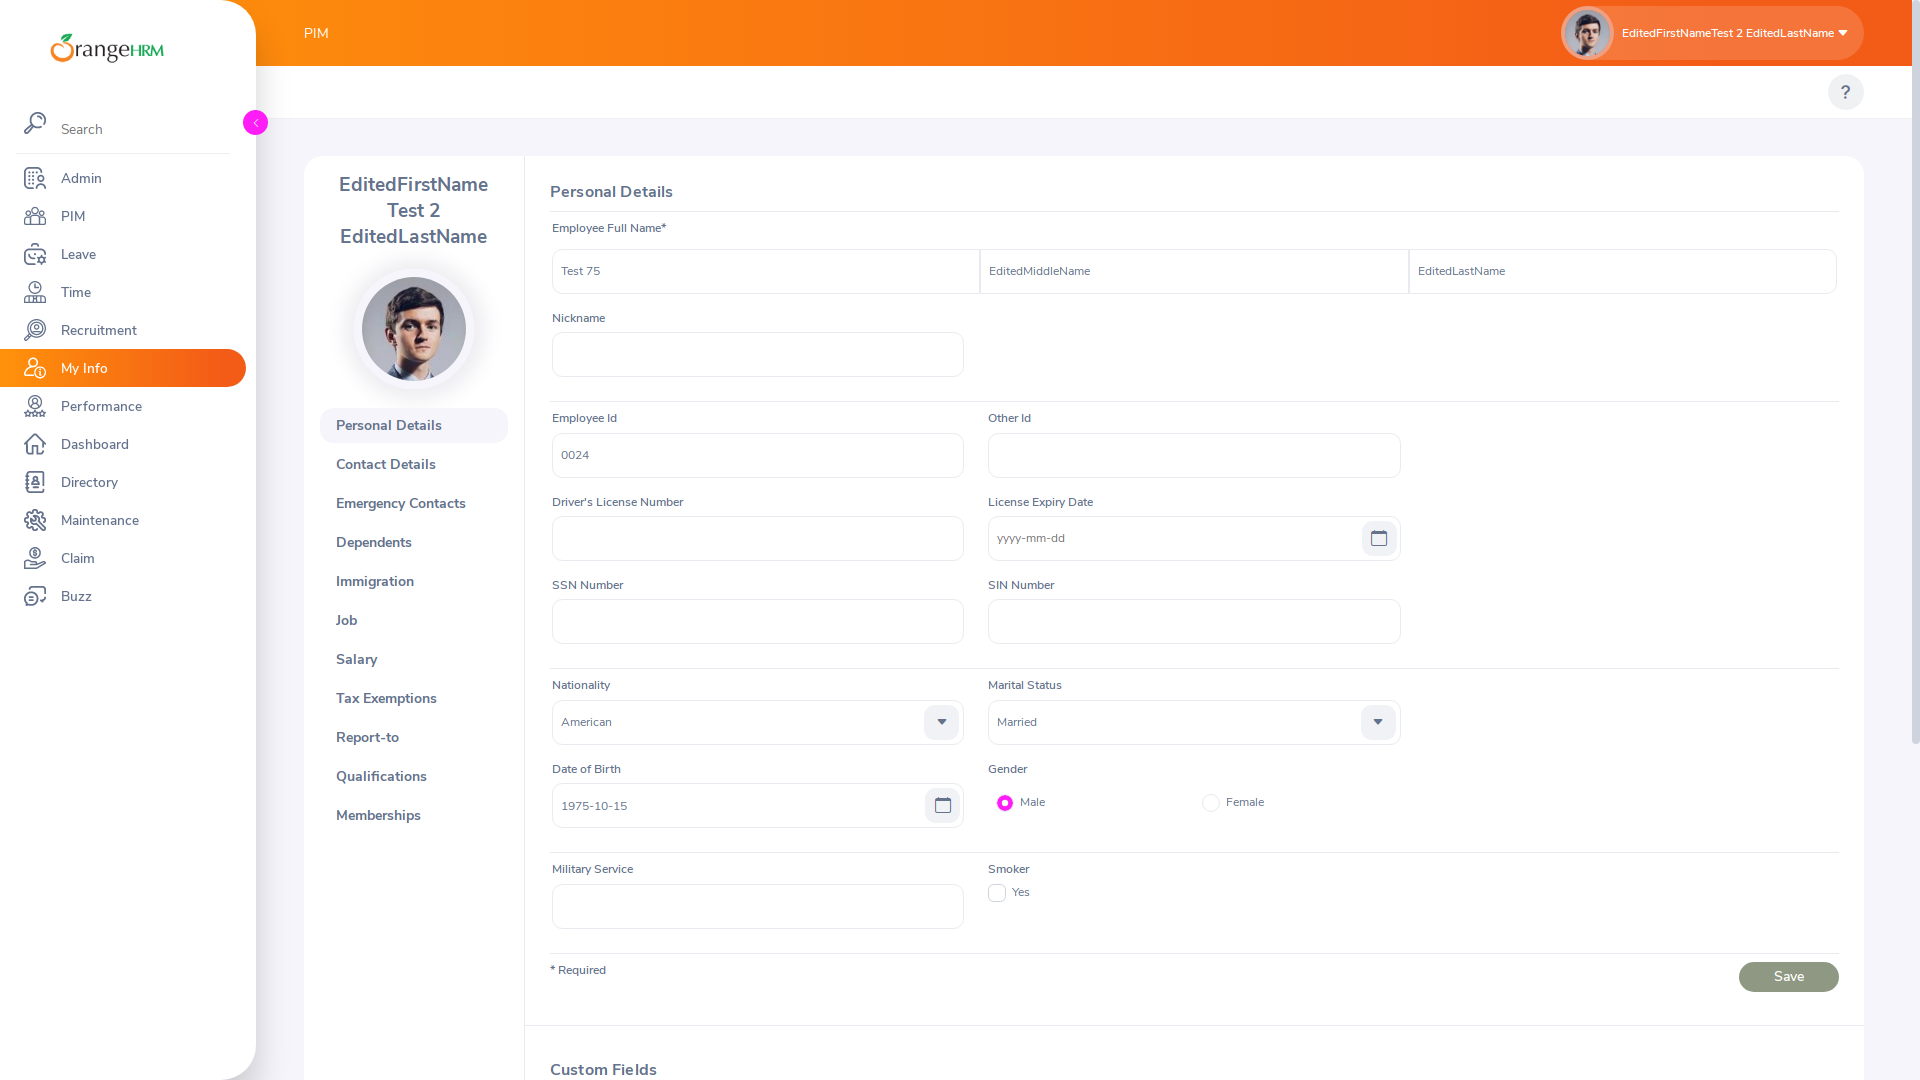 OrangeHRM
PIM
EditedFirstNameTest 2 EditedLastName
?
Search
Admin
PIM
Leave
Time
Recruitment
My Info
Performance
Dashboard
Directory
Maintenance
Claim
Buzz
EditedFirstName
Test 2
EditedLastName
Personal Details
Contact Details
Emergency Contacts
Dependents
Immigration
Job
Salary
Tax Exemptions
Report-to
Qualifications
Memberships
Personal Details
Employee Full Name*
Test 75 EditedMiddleName EditedLastName
Nickname
Employee Id Other Id
0024
Driver's License Number License Expiry Date
yyyy-mm-dd
SSN Number SIN Number
Nationality Marital Status
American Married
Date of Birth Gender
1975-10-15 Male Female
Military Service Smoker
Yes
* Required Save
Custom Fields